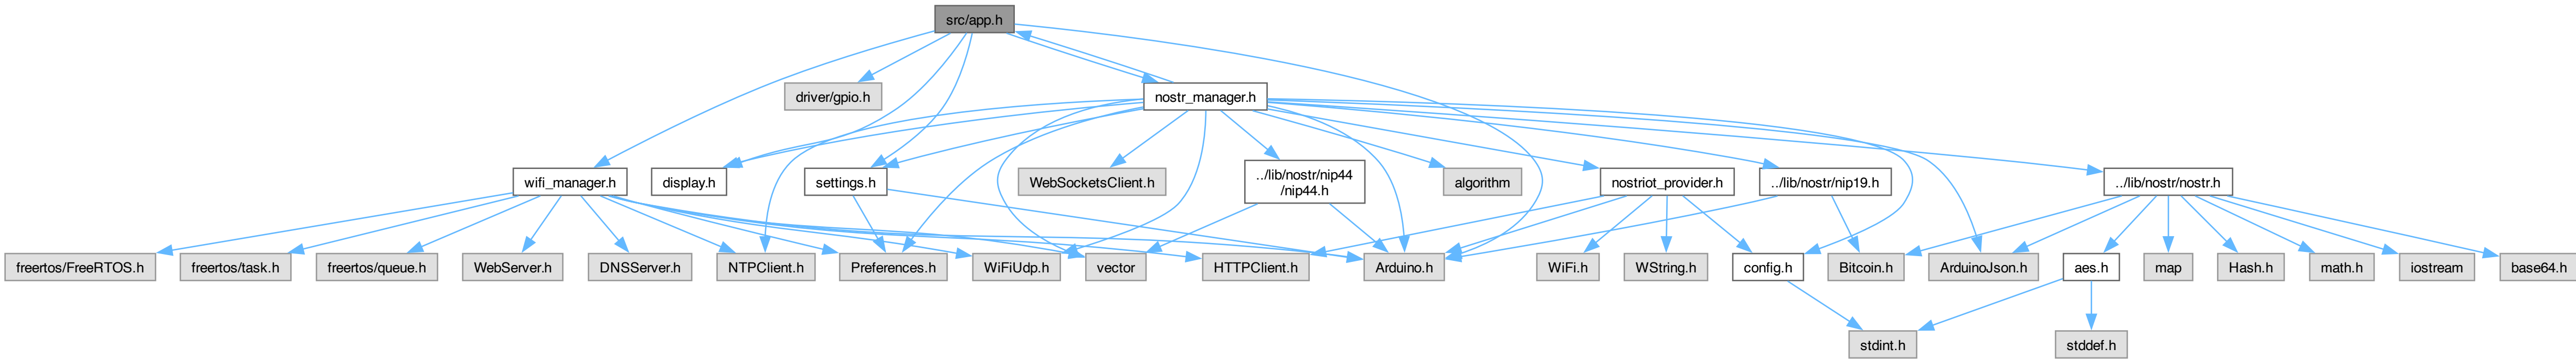 src/app.h
driver/gpio.h
nostr_manager.h
wifi_manager.h
display.h
settings.h
WebSocketsClient.h
../lib/nostr/nip44
/nip44.h
algorithm
nostriot_provider.h
../lib/nostr/nip19.h
../lib/nostr/nostr.h
freertos/FreeRTOS.h
freertos/task.h
freertos/queue.h
WebServer.h
DNSServer.h
NTPClient.h
Preferences.h
WiFiUdp.h
vector
HTTPClient.h
Arduino.h
WiFi.h
WString.h
config.h
Bitcoin.h
ArduinoJson.h
aes.h
map
Hash.h
math.h
iostream
base64.h
stdint.h
stddef.h